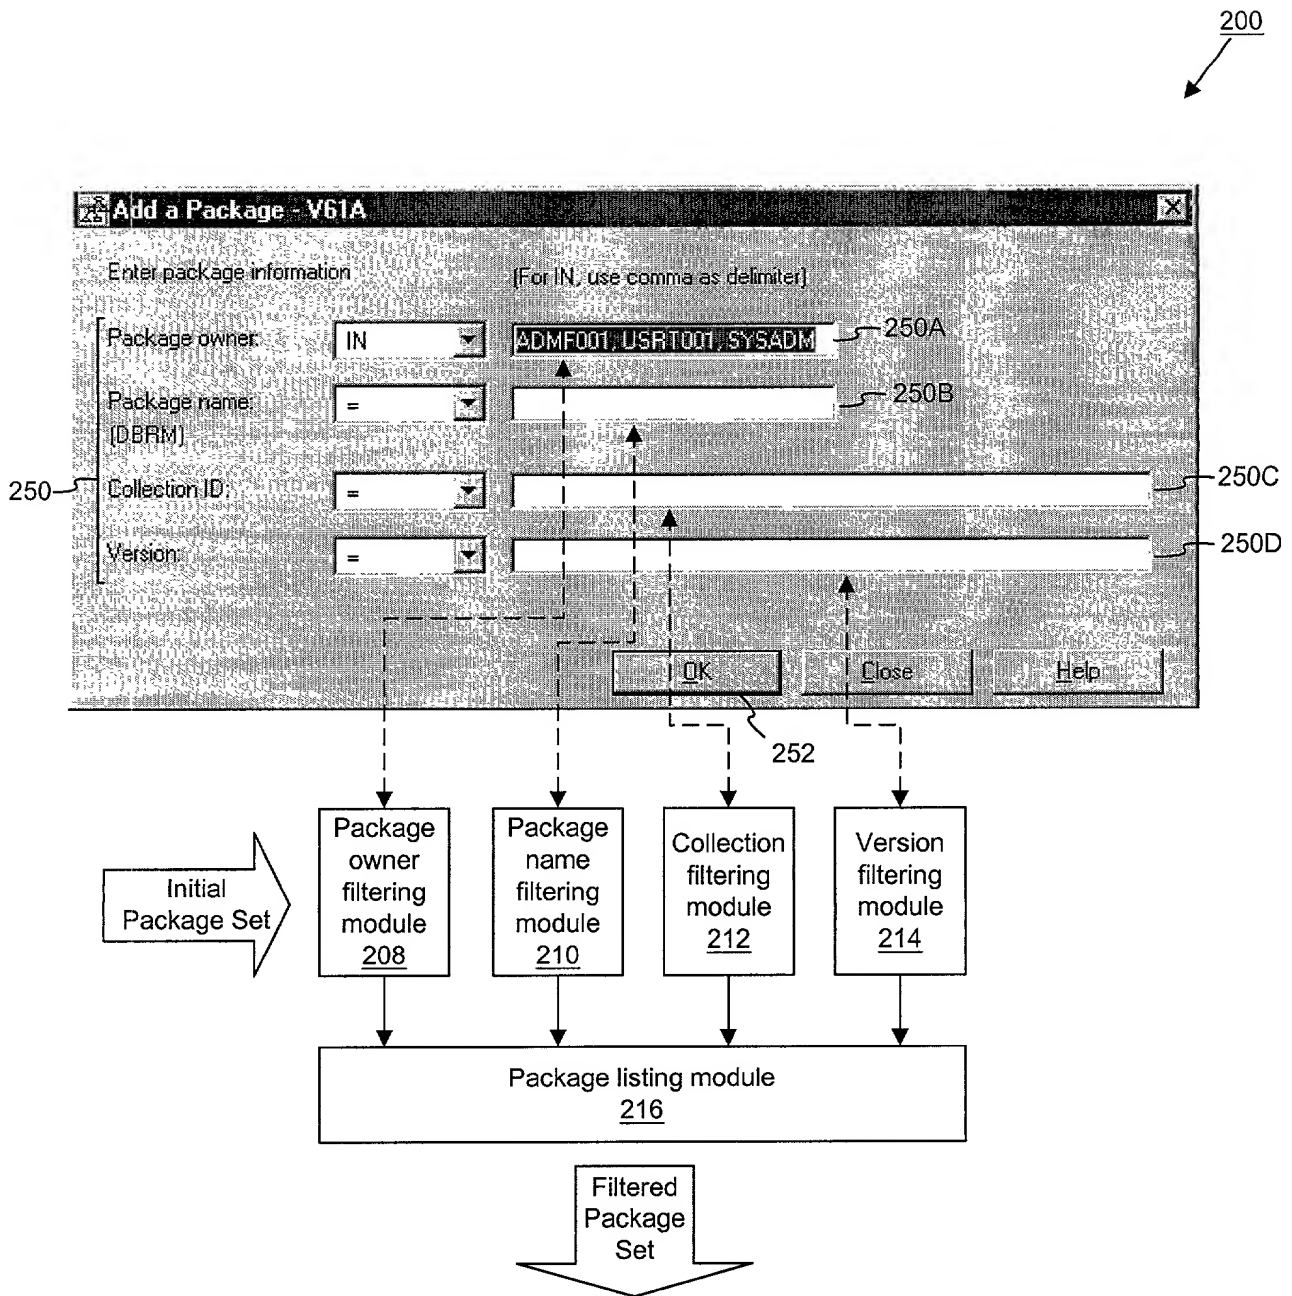 200
Add a Package - V61A
Enter package information
(For IN, use comma as delimiter)
Package owner:
IN
ADMF001, USRT001, SYSADM
250A
Package name:
(DBRM)
=
250B
250
Collection ID:
=
250C
Version:
=
250D
OK
Close
Help
252
Initial
Package Set
Package
owner
filtering
module
208
Package
name
filtering
module
210
Collection
filtering
module
212
Version
filtering
module
214
Package listing module
216
Filtered
Package
Set